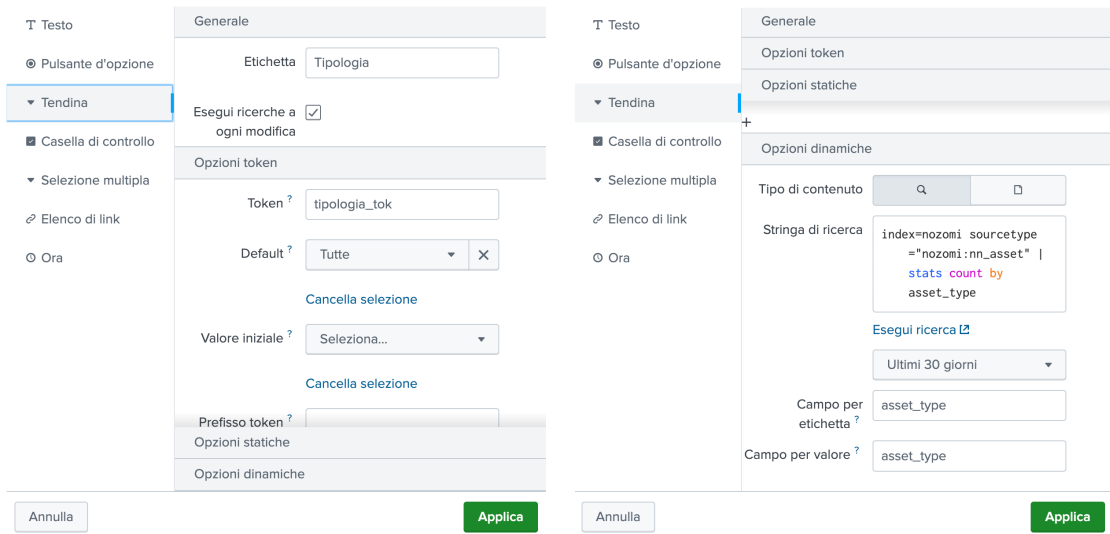 Testo
Pulsante d'opzione
Tendina
Casella di controllo
Selezione multipla
Elenco di link
Ora
Generale
Etichetta
Tipologia
Esegui ricerche a
ogni modifica
Opzioni token
Token ?
tipologia_tok
Default ?
Tutte
Cancella selezione
Valore iniziale ?
Seleziona...
Cancella selezione
Prefisso token ?
Opzioni statiche
Opzioni dinamiche
Annulla
Applica
Testo
Pulsante d'opzione
Tendina
Casella di controllo
Selezione multipla
Elenco di link
Ora
Generale
Opzioni token
Opzioni statiche
+
Opzioni dinamiche
Tipo di contenuto
Stringa di ricerca
index=nozomi sourcetype
="nozomi:nn_asset" |
stats count by
asset_type
Esegui ricerca
Ultimi 30 giorni
Campo per
etichetta ?
asset_type
Campo per valore ?
asset_type
Annulla
Applica